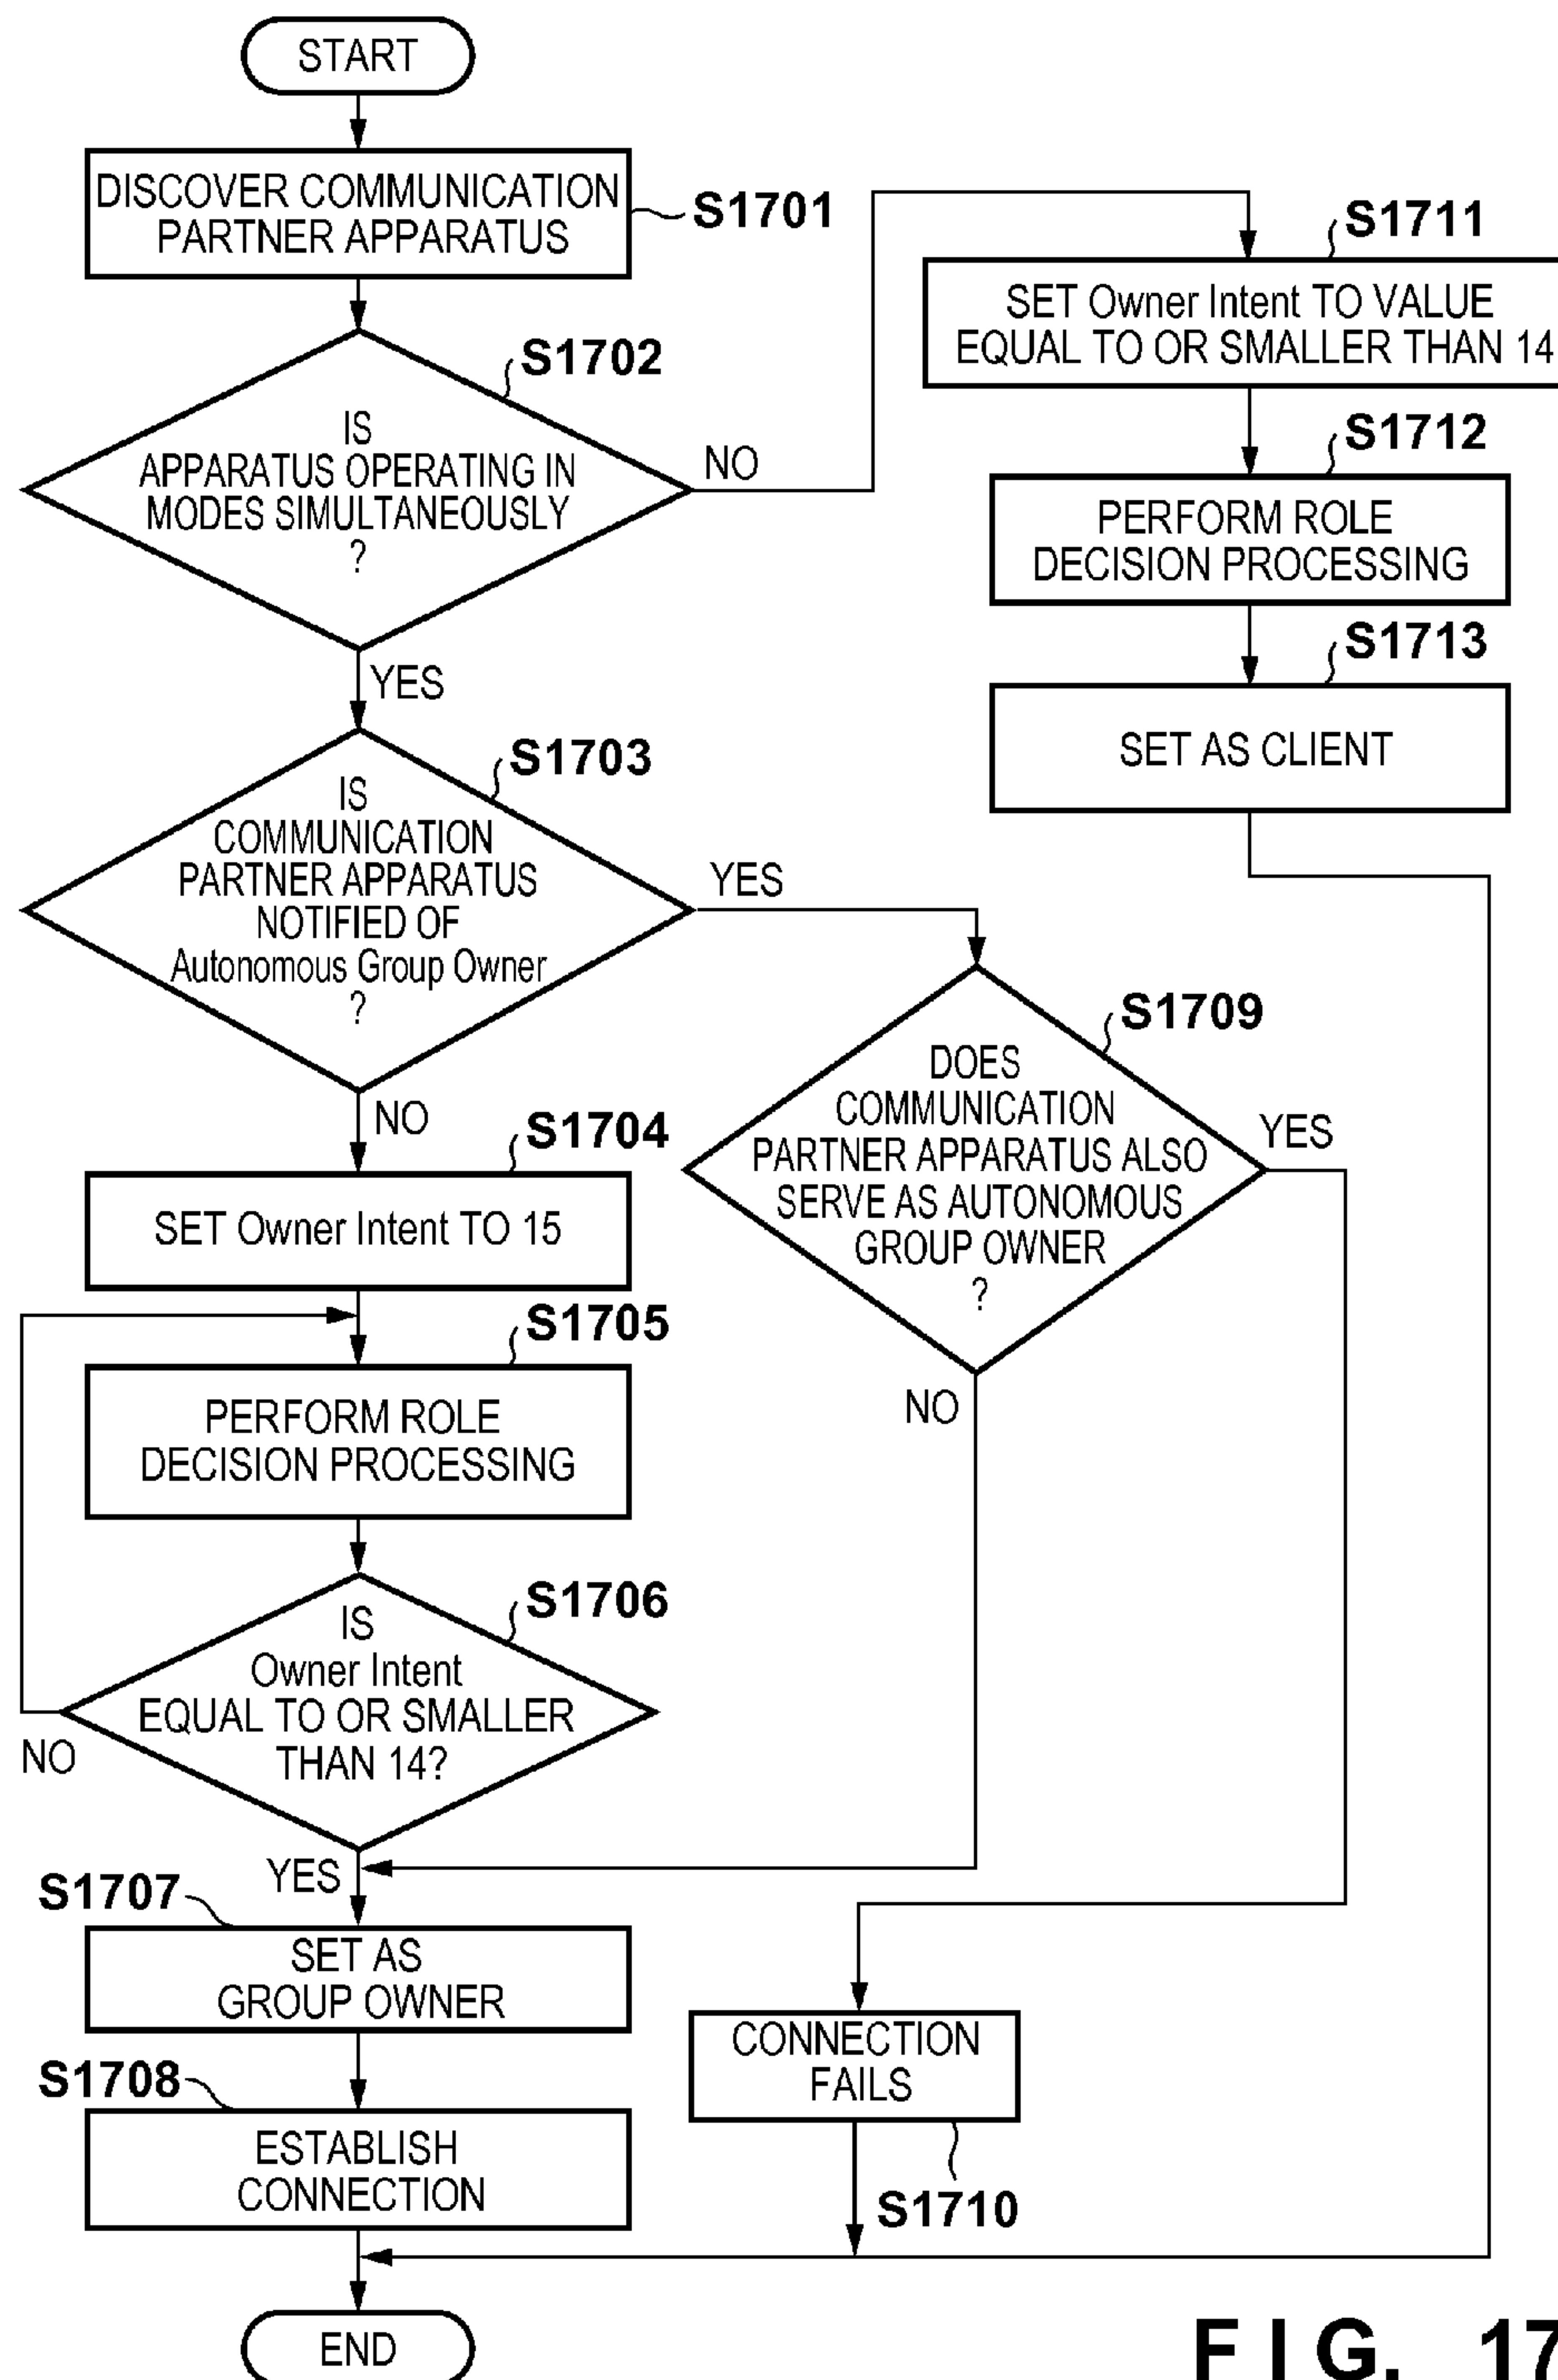 START
DISCOVER COMMUNICATION
PARTNER APPARATUS
S1701
S1702
IS
APPARATUS OPERATING IN
MODES SIMULTANEOUSLY
?
NO
YES
S1711
SET Owner Intent TO VALUE
EQUAL TO OR SMALLER THAN 14
S1712
PERFORM ROLE
DECISION PROCESSING
S1713
SET AS CLIENT
S1703
IS
COMMUNICATION
PARTNER APPARATUS
NOTIFIED OF
Autonomous Group Owner
?
YES
NO
S1709
DOES
COMMUNICATION
PARTNER APPARATUS ALSO
SERVE AS AUTONOMOUS
GROUP OWNER
?
YES
NO
S1704
SET Owner Intent TO 15
S1705
PERFORM ROLE
DECISION PROCESSING
S1706
IS
Owner Intent
EQUAL TO OR SMALLER
THAN 14?
NO
YES
S1707
SET AS
GROUP OWNER
S1708
ESTABLISH
CONNECTION
CONNECTION
FAILS
S1710
END
FIG. 17